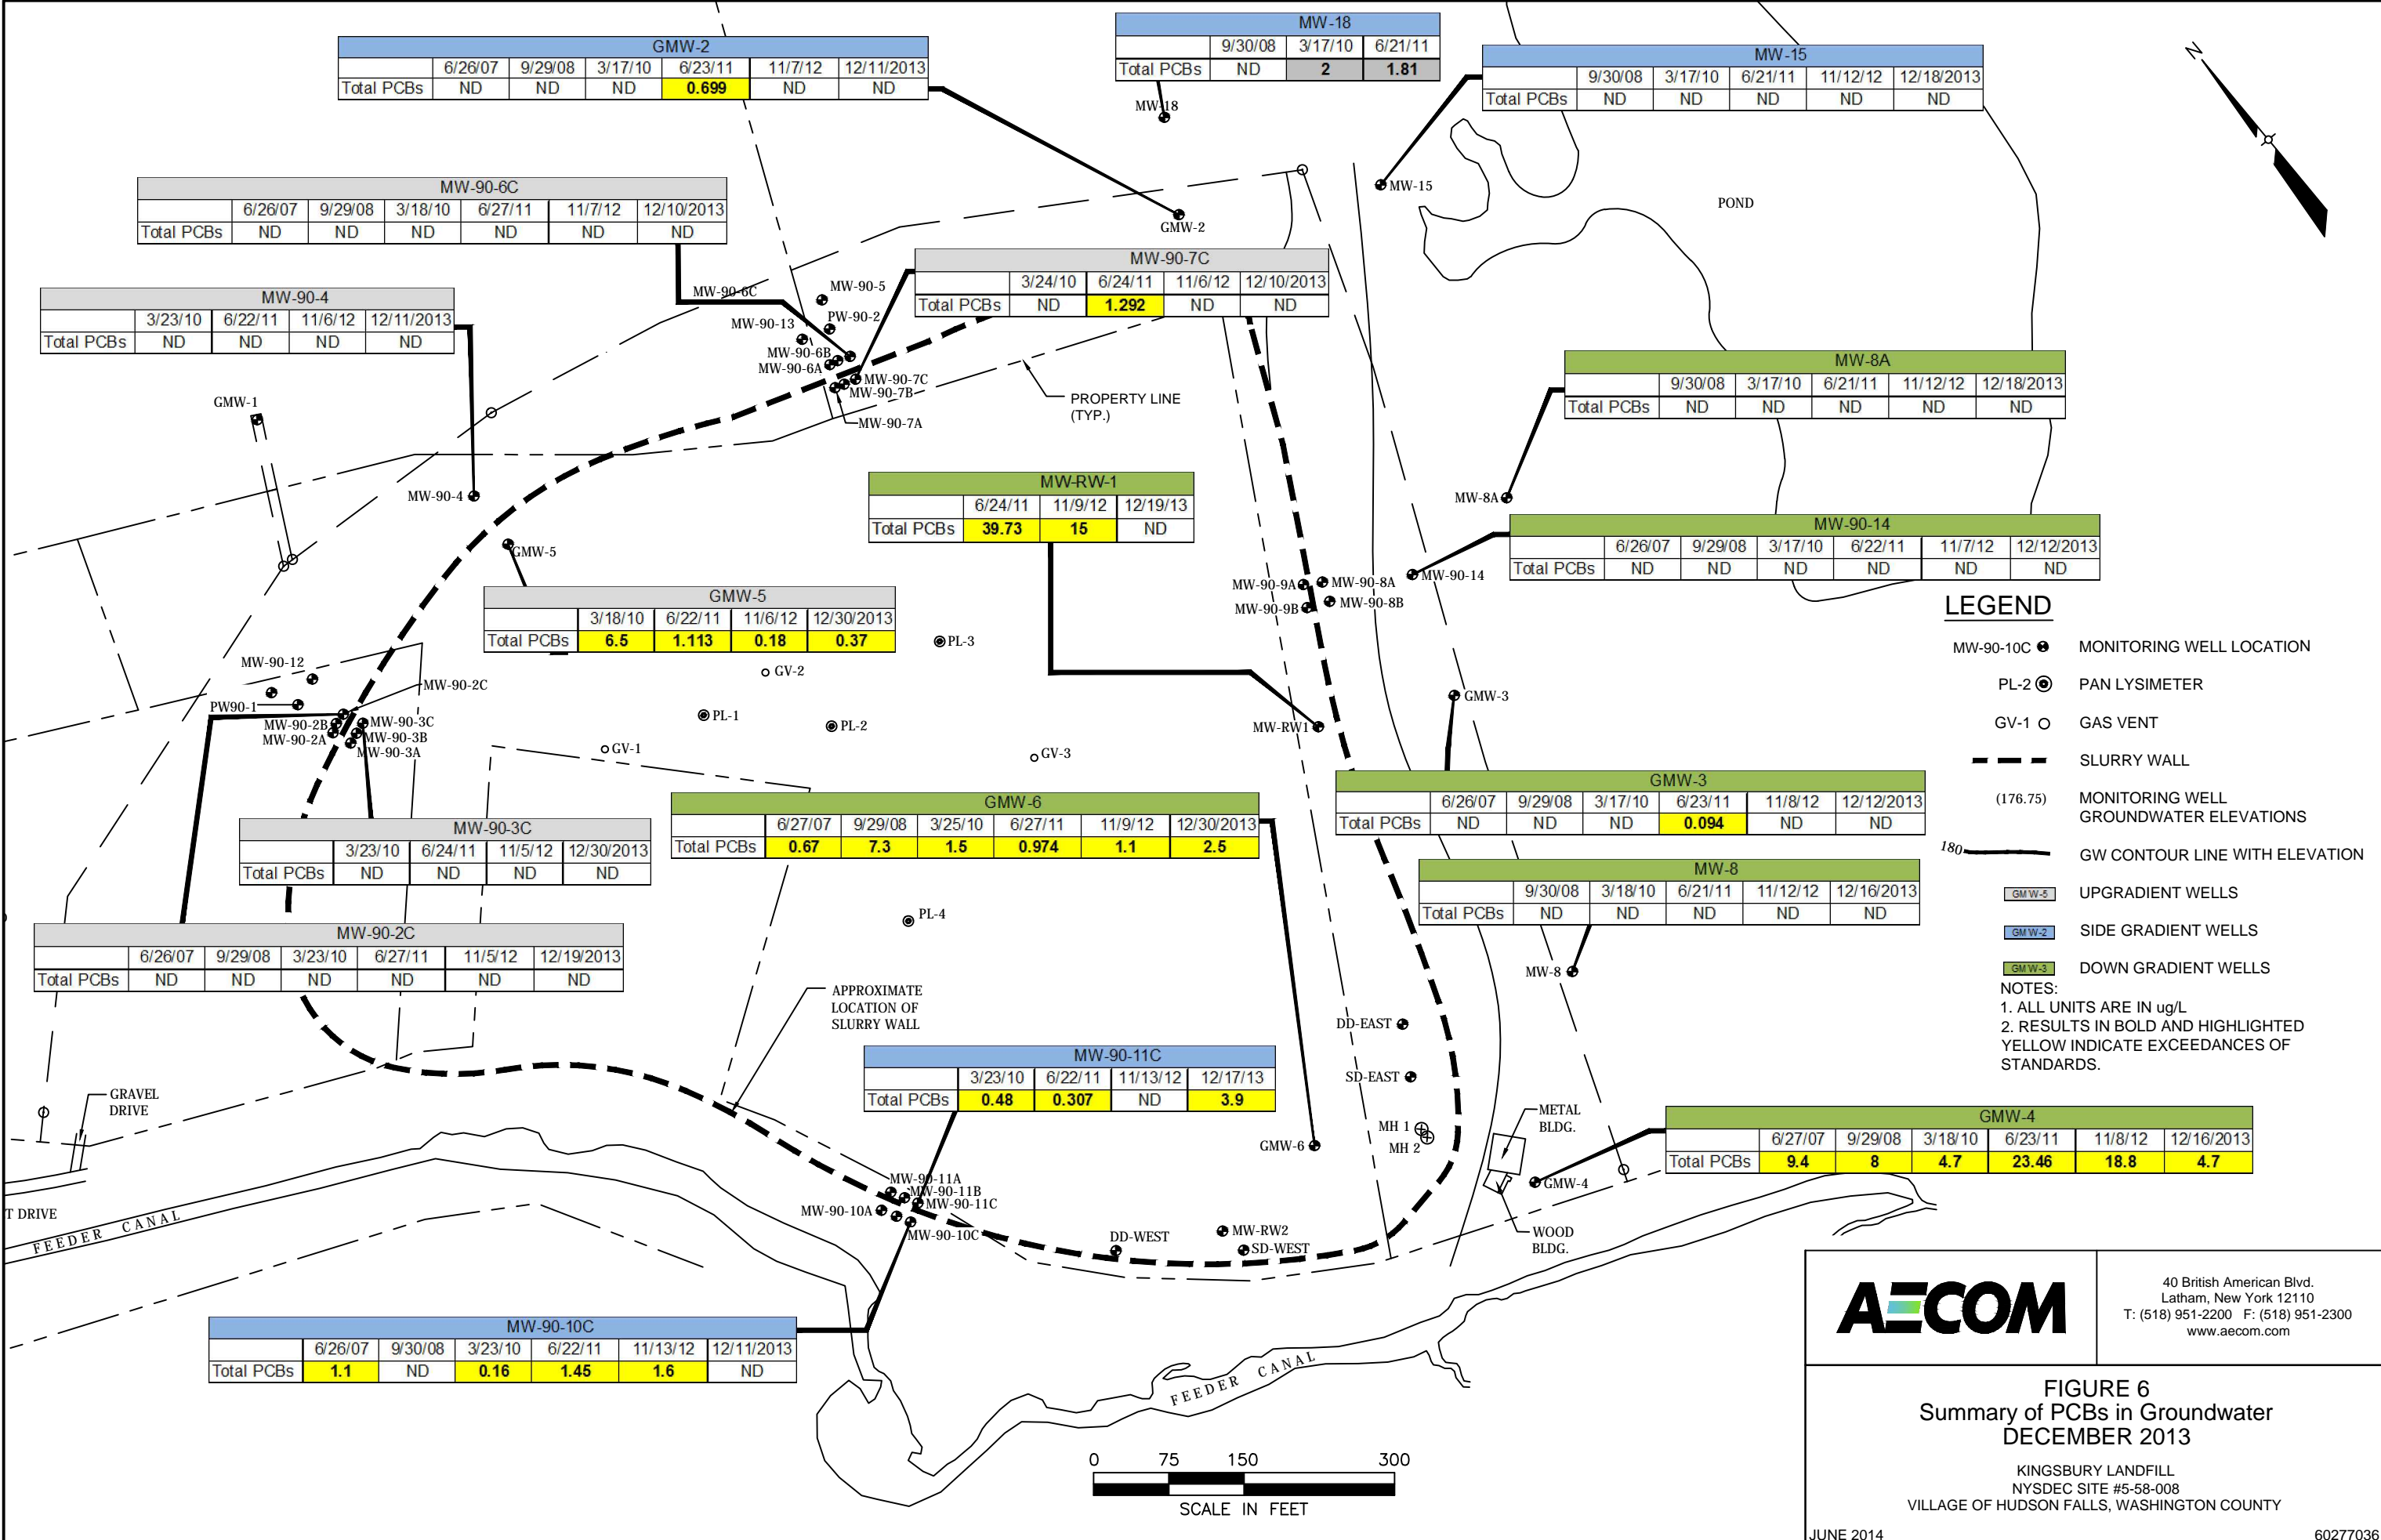 GMW-2
6/26/07 9/29/08 3/17/10 6/23/11 11/7/12 12/11/2013
Total PCBs ND ND ND 0.699 ND ND
MW-18
9/30/08 3/17/10 6/21/11
Total PCBs ND 2 1.81
MW-18
MW-15
9/30/08 3/17/10 6/21/11 11/12/12 12/18/2013
Total PCBs ND ND ND ND ND
MW-15
N
POND
GMW-2
MW-90-6C
6/26/07 9/29/08 3/18/10 6/27/11 11/7/12 12/10/2013
Total PCBs ND ND ND ND ND ND
MW-90-7C
3/24/10 6/24/11 11/6/12 12/10/2013
Total PCBs ND 1.292 ND ND
MW-90-4
3/23/10 6/22/11 11/6/12 12/11/2013
Total PCBs ND ND ND ND
MW-90-6C
MW-90-5
PW-90-2
MW-90-13
MW-90-6B
MW-90-6A
MW-90-7C
MW-90-7B
MW-90-7A
PROPERTY LINE
(TYP.)
GMW-1
MW-90-4
GMW-5
MW-8A
9/30/08 3/17/10 6/21/11 11/12/12 12/18/2013
Total PCBs ND ND ND ND ND
MW-8A
MW-RW-1
6/24/11 11/9/12 12/19/13
Total PCBs 39.73 15 ND
MW-90-14
6/26/07 9/29/08 3/17/10 6/22/11 11/7/12 12/12/2013
Total PCBs ND ND ND ND ND ND
MW-90-9A
MW-90-8A
MW-90-14
MW-90-9B
MW-90-8B
GMW-5
3/18/10 6/22/11 11/6/12 12/30/2013
Total PCBs 6.5 1.113 0.18 0.37
PL-3
GV-2
PL-1
PL-2
GV-1
GV-3
MW-RW1
GMW-3
MW-90-12
MW-90-2C
PW90-1
MW-90-2B
MW-90-3C
MW-90-2A
MW-90-3B
MW-90-3A
LEGEND
MW-90-10C MONITORING WELL LOCATION
PL-2 PAN LYSIMETER
GV-1 GAS VENT
SLURRY WALL
(176.75) MONITORING WELL
GROUNDWATER ELEVATIONS
180 GW CONTOUR LINE WITH ELEVATION
GMW-5 UPGRADIENT WELLS
GMW-2 SIDE GRADIENT WELLS
GMW-3 DOWN GRADIENT WELLS
NOTES:
1. ALL UNITS ARE IN ug/L
2. RESULTS IN BOLD AND HIGHLIGHTED
YELLOW INDICATE EXCEEDANCES OF
STANDARDS.
GMW-3
6/26/07 9/29/08 3/17/10 6/23/11 11/8/12 12/12/2013
Total PCBs ND ND ND 0.094 ND ND
GMW-6
6/27/07 9/29/08 3/25/10 6/27/11 11/9/12 12/30/2013
Total PCBs 0.67 7.3 1.5 0.974 1.1 2.5
MW-90-3C
3/23/10 6/24/11 11/5/12 12/30/2013
Total PCBs ND ND ND ND
MW-8
9/30/08 3/18/10 6/21/11 11/12/12 12/16/2013
Total PCBs ND ND ND ND ND
MW-8
PL-4
MW-90-2C
6/26/07 9/29/08 3/23/10 6/27/11 11/5/12 12/19/2013
Total PCBs ND ND ND ND ND ND
APPROXIMATE
LOCATION OF
SLURRY WALL
DD-EAST
SD-EAST
MH 1
MH 2
GMW-6
MW-90-11C
3/23/10 6/22/11 11/13/12 12/17/13
Total PCBs 0.48 0.307 ND 3.9
METAL
BLDG.
GMW-4
6/27/07 9/29/08 3/18/10 6/23/11 11/8/12 12/16/2013
Total PCBs 9.4 8 4.7 23.46 18.8 4.7
GMW-4
WOOD
BLDG.
GRAVEL
DRIVE
T DRIVE
FEEDER CANAL
MW-90-11A
MW-90-11B
MW-90-11C
MW-90-10A
MW-90-10C
DD-WEST
MW-RW2
SD-WEST
MW-90-10C
6/26/07 9/30/08 3/23/10 6/22/11 11/13/12 12/11/2013
Total PCBs 1.1 ND 0.16 1.45 1.6 ND
FEEDER CANAL
0 75 150 300
SCALE IN FEET
AECOM
40 British American Blvd.
Latham, New York 12110
T: (518) 951-2200 F: (518) 951-2300
www.aecom.com
FIGURE 6
Summary of PCBs in Groundwater
DECEMBER 2013
KINGSBURY LANDFILL
NYSDEC SITE #5-58-008
VILLAGE OF HUDSON FALLS, WASHINGTON COUNTY
JUNE 2014 60277036